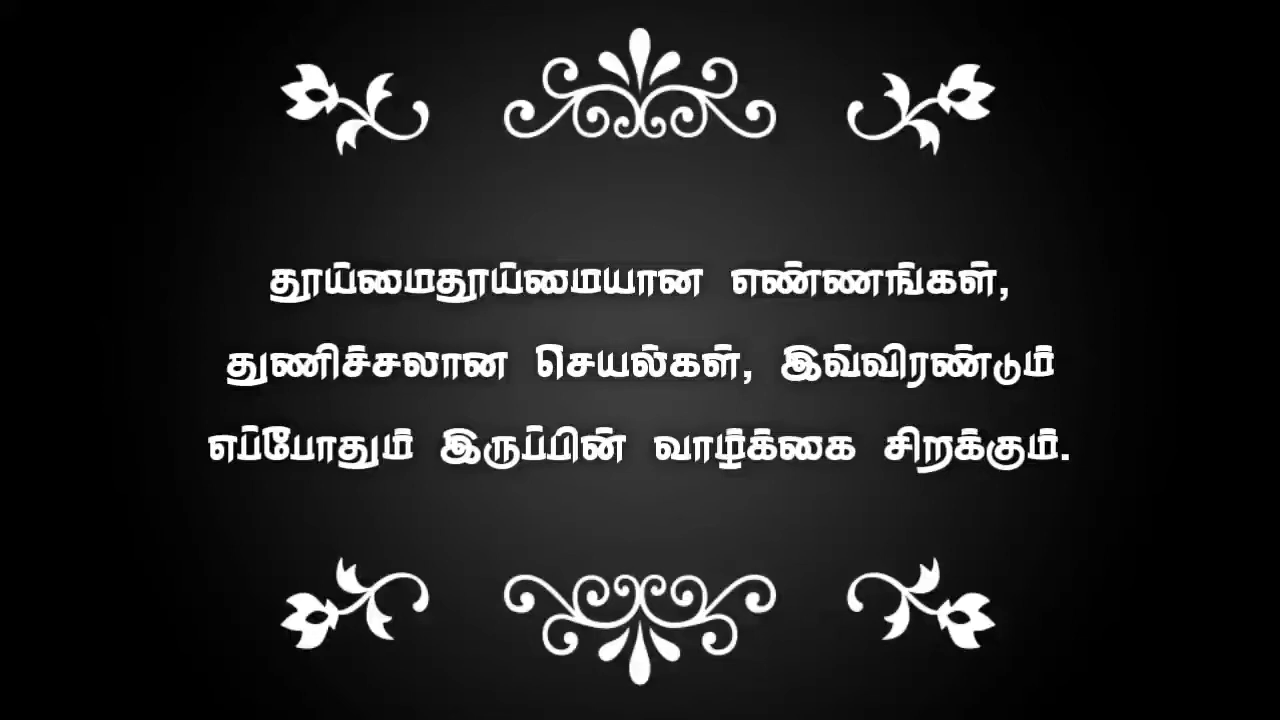 தூய்மைதூய்மையான எண்ணங்கள்,
துணிச்சலான செயல்கள், இவ்விரண்டும்
எப்போதும் இருப்பின் வாழ்க்கை சிறக்கும்.